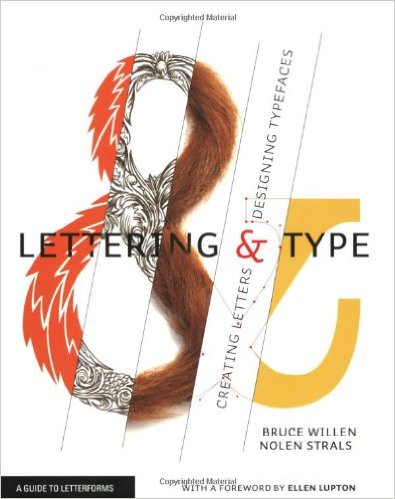 Copyrighted Material
LETTERING & TYPE
CREATING LETTERS
DESIGNING TYPEFACES
BRUCE WILLEN
NOLEN STRALS
A GUIDE TO LETTERFORMS
WITH A FOREWORD BY ELLEN LUPTON
Copyrighted Material